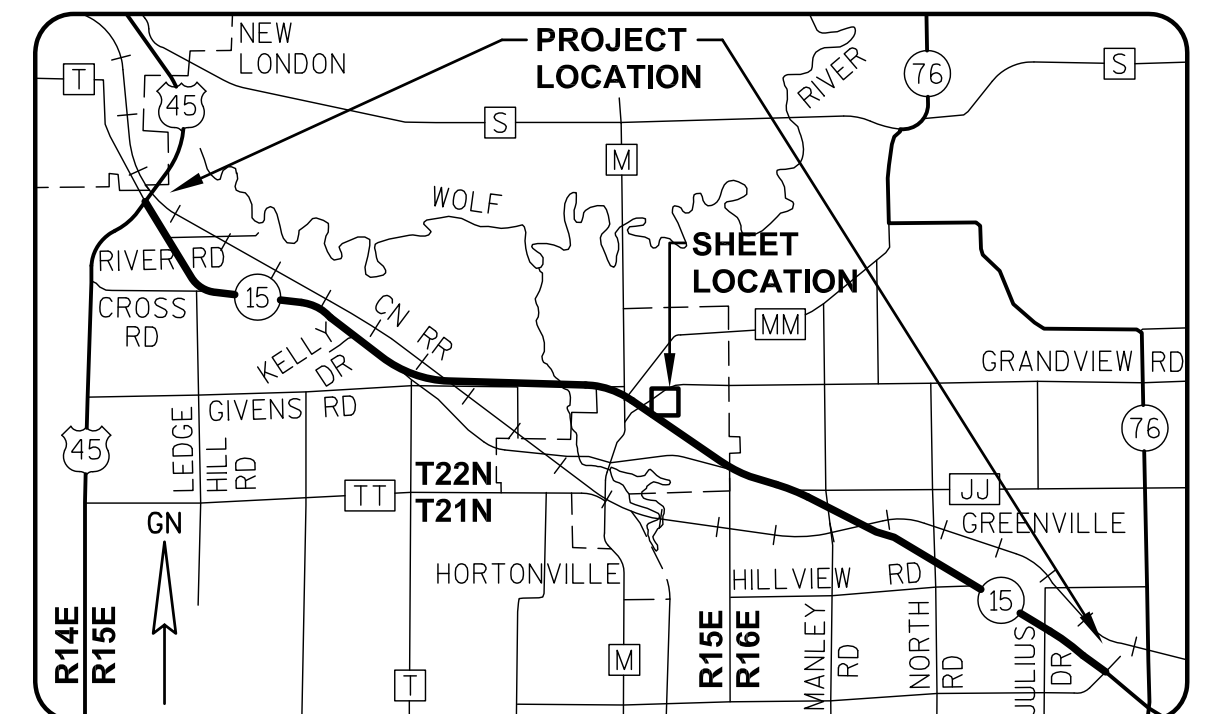 NEW
LONDON
PROJECT
LOCATION
RIVER
76
S
T
45
S
M
WOLF
SHEET
LOCATION
RIVER RD
15
CROSS
RD
CN RR
MM
KELLY
DR
GRANDVIEW RD
GIVENS RD
LEDGE
HILL
RD
45
76
T22N
T21N
TT
JJ
GN
GREENVILLE
HORTONVILLE
HILLVIEW RD
15
R14E
R15E
R15E
R16E
MANLEY
RD
NORTH
RD
JULIUS
DR
M
T